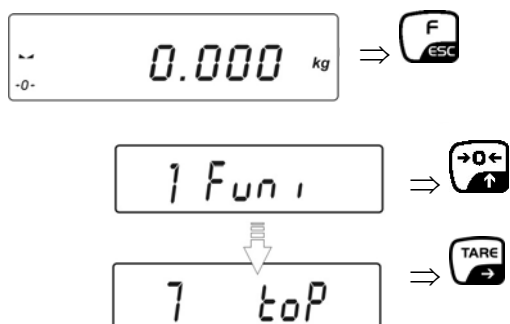 0.000 kg
-0-
F
ESC
1 Funi
→0←
↑
7 toP
TARE
→